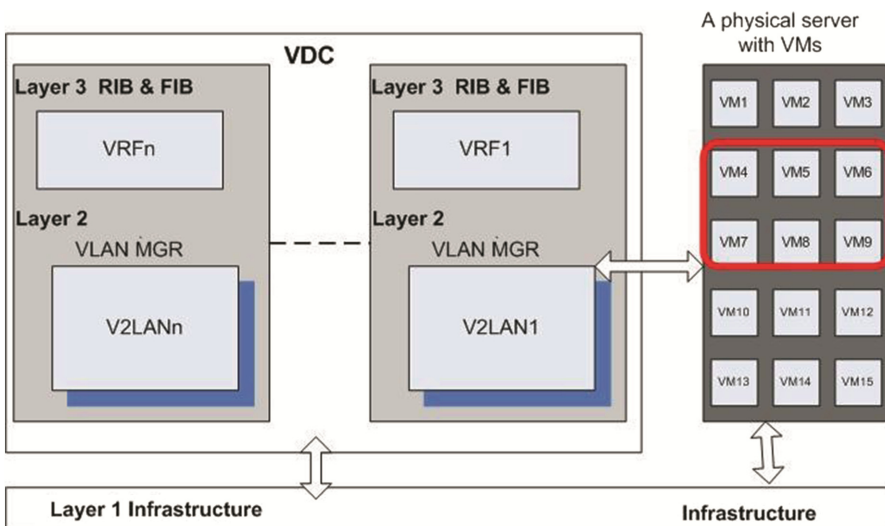 A physical server
with VMs
VDC
Layer 3 RIB & FIB
VRFn
Layer 2
VLAN MGR
V2LANn
Layer 3 RIB & FIB
VRF1
Layer 2
VLAN MGR
V2LAN1
VM1 VM2 VM3
VM4 VM5 VM6
VM7 VM8 VM9
VM10 VM11 VM12
VM13 VM14 VM15
Layer 1 Infrastructure
Infrastructure